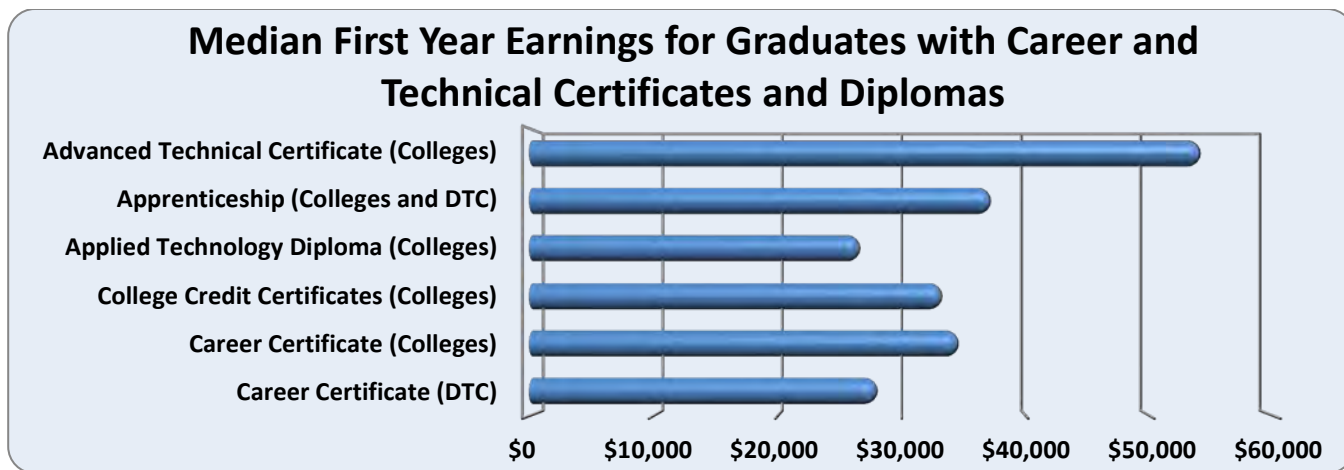 Median First Year Earnings for Graduates with Career and
Technical Certificates and Diplomas
Advanced Technical Certificate (Colleges)
Apprenticeship (Colleges and DTC)
Applied Technology Diploma (Colleges)
College Credit Certificates (Colleges)
Career Certificate (Colleges)
Career Certificate (DTC)
$0 $10,000 $20,000 $30,000 $40,000 $50,000 $60,000